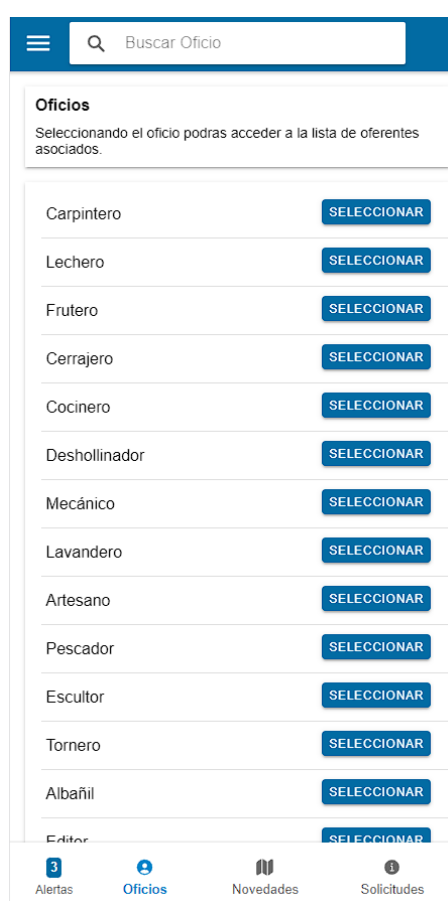 Buscar Oficio
Oficios
Seleccionando el oficio podras acceder a la lista de oferentes
asociados.
Carpintero SELECCIONAR
Lechero SELECCIONAR
Frutero SELECCIONAR
Cerrajero SELECCIONAR
Cocinero SELECCIONAR
Deshollinador SELECCIONAR
Mecánico SELECCIONAR
Lavandero SELECCIONAR
Artesano SELECCIONAR
Pescador SELECCIONAR
Escultor SELECCIONAR
Tornero SELECCIONAR
Albañil SELECCIONAR
Editor SELECCIONAR
3
Alertas Oficios Novedades Solicitudes